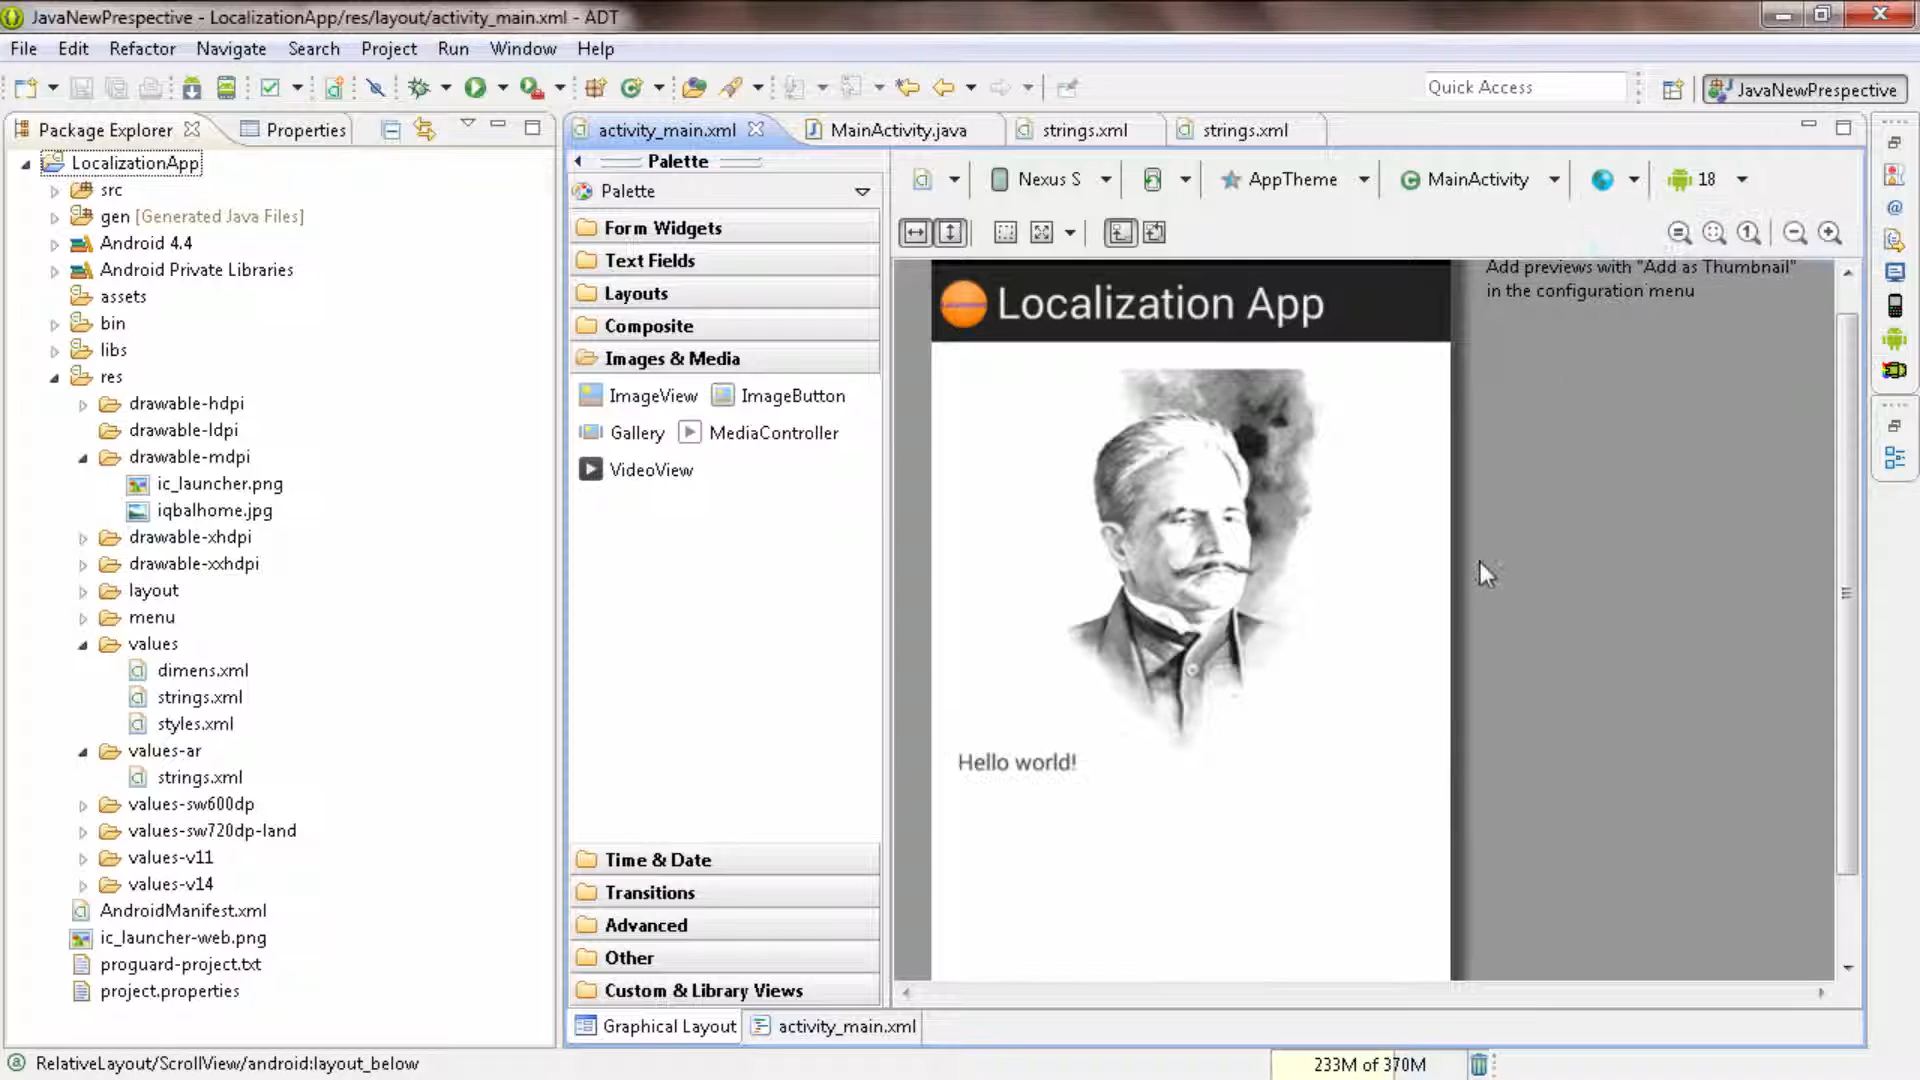 JavaNewPrespective - LocalizationApp/res/layout/activity_main.xml - ADT
File Edit Refactor Navigate Search Project Run Window Help
Quick Access
JavaNewPrespective
Package Explorer
Properties
LocalizationApp
src
gen [Generated Java Files]
Android 4.4
Android Private Libraries
assets
bin
libs
res
drawable-hdpi
drawable-ldpi
drawable-mdpi
ic_launcher.png
iqbalhome.jpg
drawable-xhdpi
drawable-xxhdpi
layout
menu
values
dimens.xml
strings.xml
styles.xml
values-ar
strings.xml
values-sw600dp
values-sw720dp-land
values-v11
values-v14
AndroidManifest.xml
ic_launcher-web.png
proguard-project.txt
project.properties
activity_main.xml
MainActivity.java
strings.xml
strings.xml
Palette
Palette
Form Widgets
Text Fields
Layouts
Composite
Images & Media
ImageView ImageButton
Gallery MediaController
VideoView
Time & Date
Transitions
Advanced
Other
Custom & Library Views
Nexus S
AppTheme
MainActivity
18
Add previews with "Add as Thumbnail"
in the configuration menu
Localization App
Hello world!
Graphical Layout
activity_main.xml
RelativeLayout/ScrollView/android:layout_below
233M of 370M